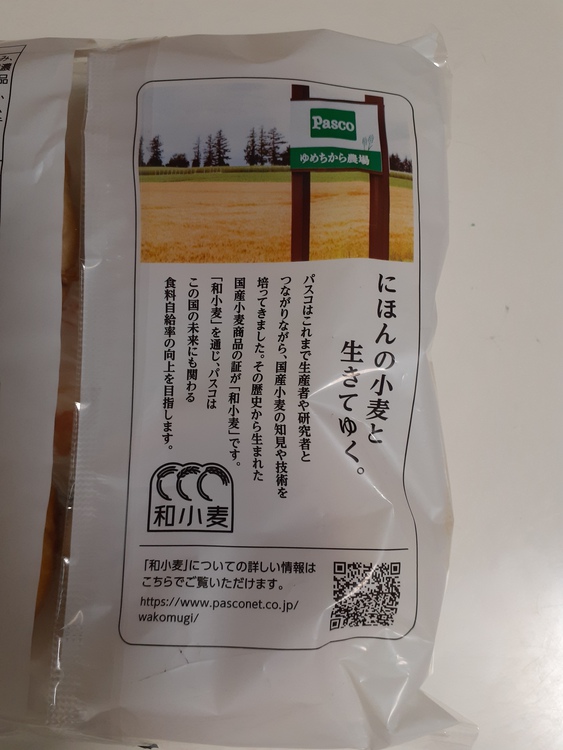 Pasco
ゆめちから農場
にほんの小麦と
生きてゆく。
パスコはこれまで生産者や研究者と
つながりながら、国産小麦の知見や技術を
培ってきました。その歴史から生まれた
国産小麦商品の証が「和小麦」です。
「和小麦」を通じ、パスコは
この国の未来にも関わる
食料自給率の向上を目指します。
和小麦
「和小麦」についての詳しい情報は
こちらでご覧いただけます。
https://www.pasconet.co.jp/
wakomugi/